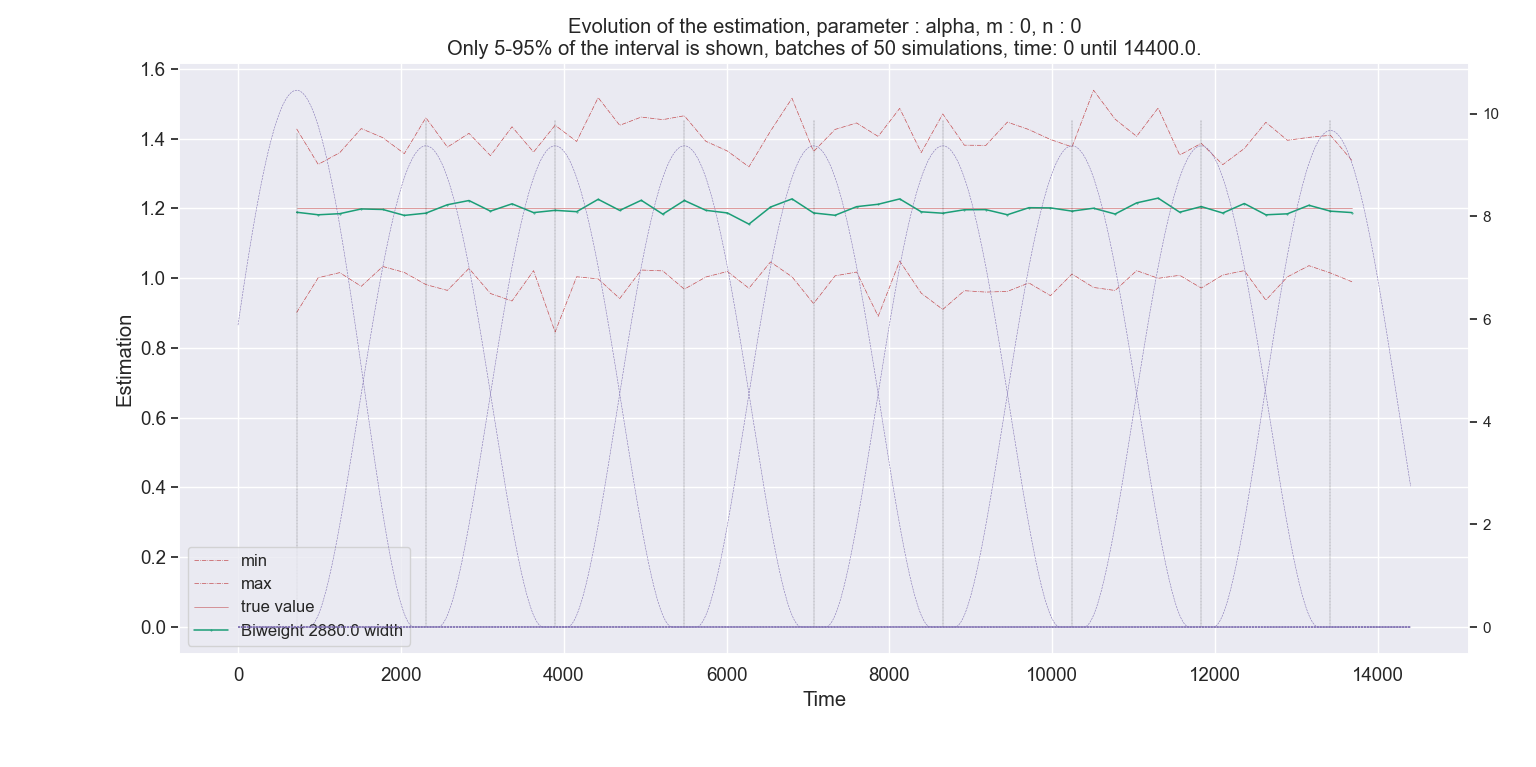 Evolution of the estimation, parameter : alpha, m : 0, n : 0
Only 5-95% of the interval is shown, batches of 50 simulations, time: 0 until 14400.0.
1.6
1.4
1.2
1.0
0.8
0.6
0.4
0.2
0.0
Estimation
10
8
6
4
2
0
min
max
true value
Biweight 2880.0 width
0 2000 4000 6000 8000 10000 12000 14000
Time